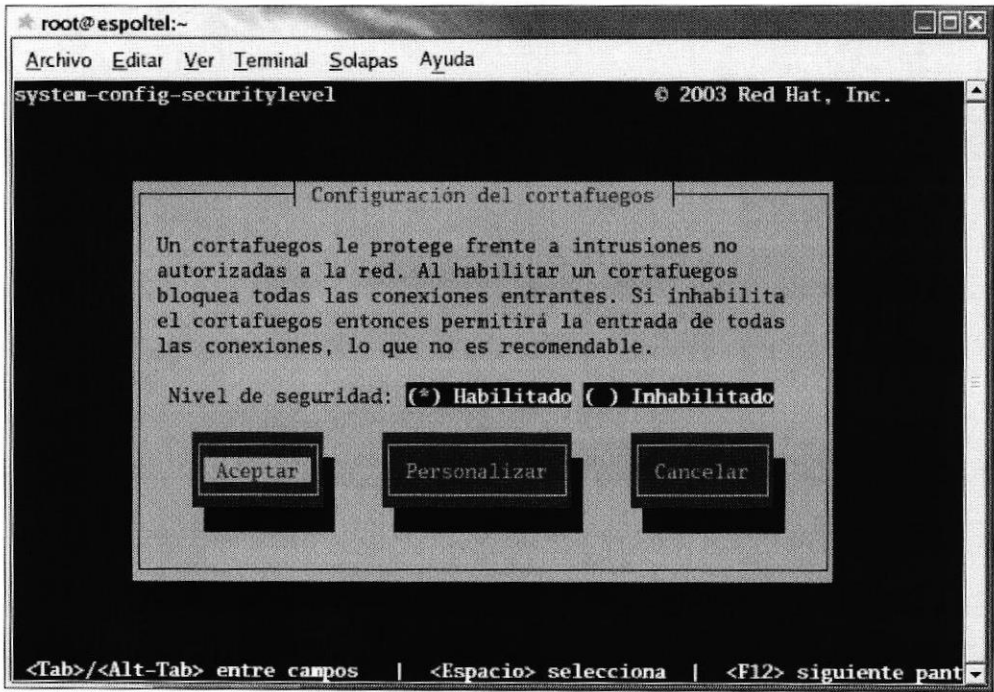 root@espoltel:~
Archivo Editar Ver Terminal Solapas Ayuda
system-config-securitylevel © 2003 Red Hat, Inc.
Configuración del cortafuegos
Un cortafuegos le protege frente a intrusiones no
autorizadas a la red. Al habilitar un cortafuegos
bloquea todas las conexiones entrantes. Si inhabilita
el cortafuegos entonces permitirá la entrada de todas
las conexiones, lo que no es recomendable.
Nivel de seguridad: (*) Habilitado ( ) Inhabilitado
Aceptar Personalizar Cancelar
<Tab>/<Alt-Tab> entre campos | <Espacio> selecciona | <F12> siguiente pant